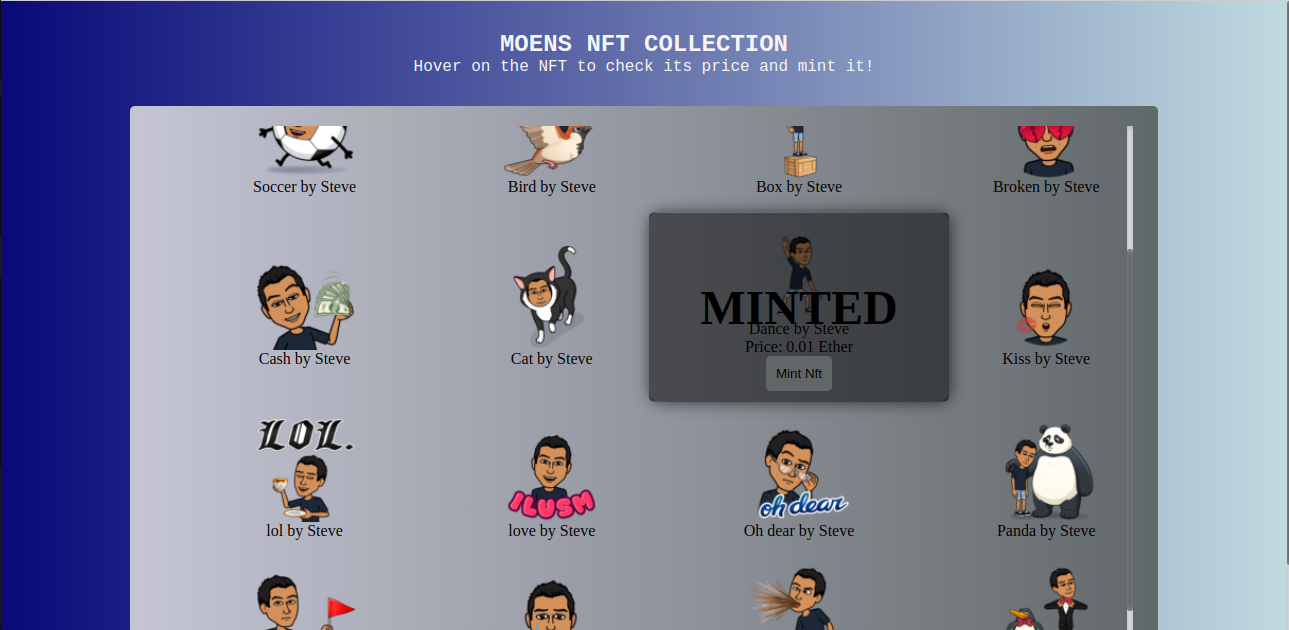 MOENS NFT COLLECTION
Hover on the NFT to check its price and mint it!
Soccer by Steve
Bird by Steve
Box by Steve
Broken by Steve
Cash by Steve
Cat by Steve
MINTED
Dance by Steve
Price: 0.01 Ether
Mint Nft
Kiss by Steve
LOL.
lol by Steve
ILUSM
love by Steve
oh dear
Oh dear by Steve
Panda by Steve